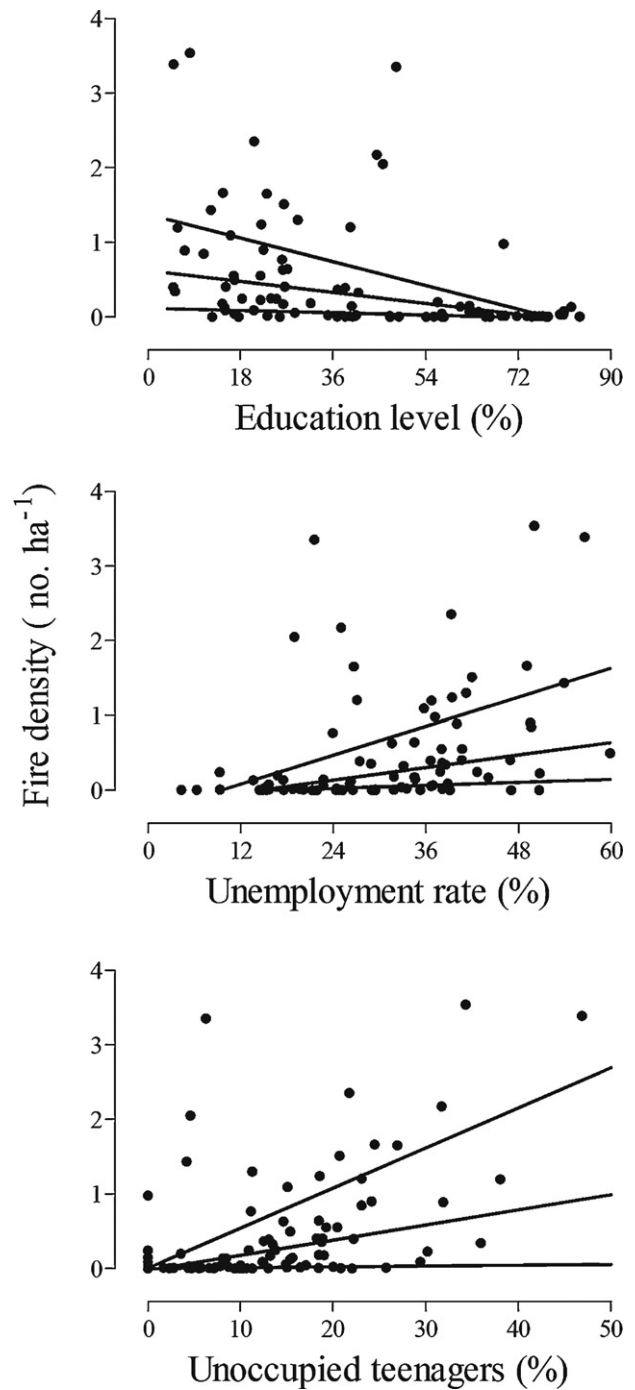 4
3
2
1
0
0 18 36 54 72 90
Education level (%)
Fire density ( no. ha⁻¹)
4
3
2
1
0
0 12 24 36 48 60
Unemployment rate (%)
4
3
2
1
0
0 10 20 30 40 50
Unoccupied teenagers (%)